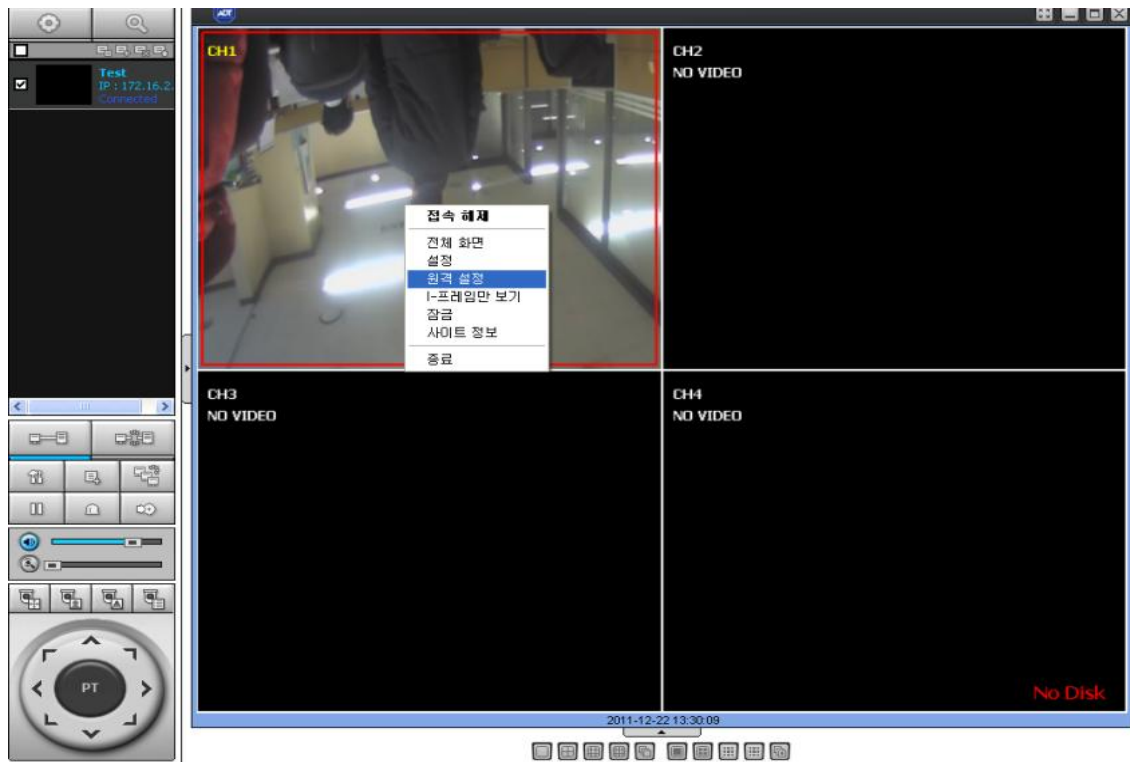 ADT
Test
IP : 172.16.2.
Connected
CH1
CH2
NO VIDEO
접속 해제
전체 화면
설정
원격 설정
I-프레임만 보기
잠금
사이트 정보
종료
CH3
NO VIDEO
CH4
NO VIDEO
PT
No Disk
2011-12-22 13:30:09